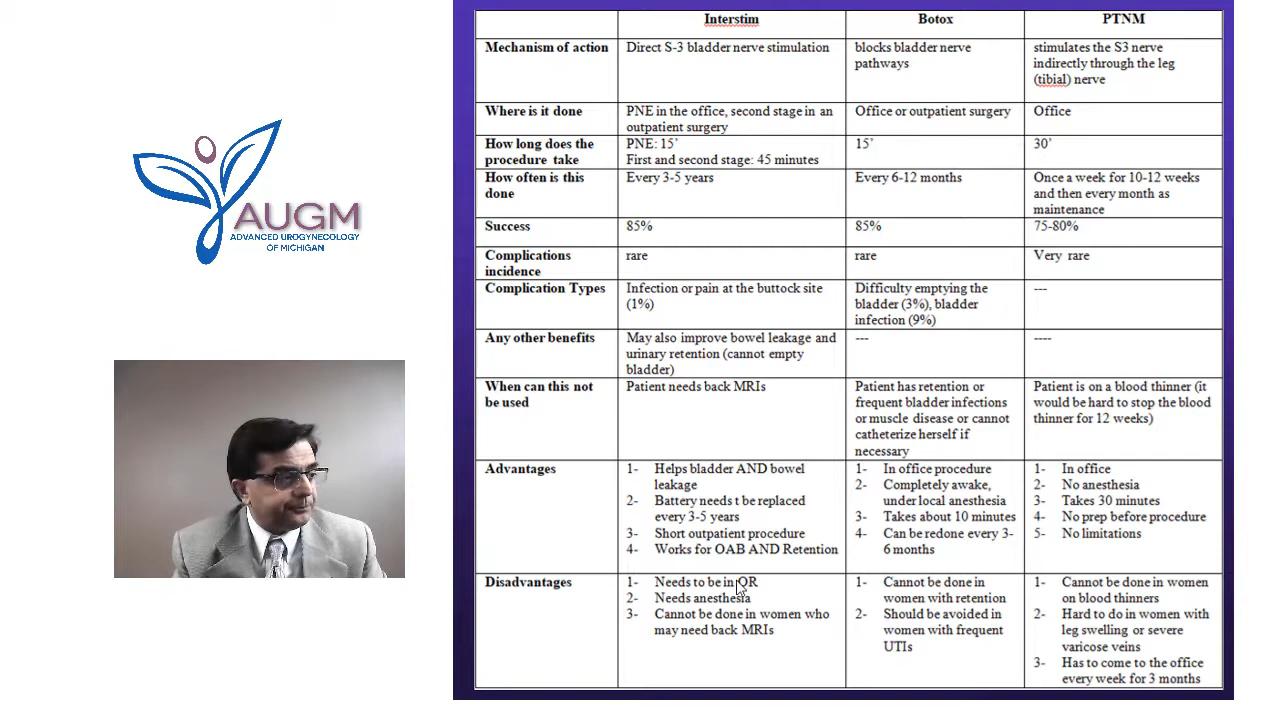 AUGM
ADVANCED UROGYNECOLOGY
OF MICHIGAN
Interstim
Botox
PTNM
Mechanism of action
Direct S-3 bladder nerve stimulation
blocks bladder nerve
pathways
stimulates the S3 nerve
indirectly through the leg
(tibial) nerve
Where is it done
PNE in the office, second stage in an
outpatient surgery
Office or outpatient surgery
Office
How long does the
procedure take
PNE: 15’
First and second stage: 45 minutes
15’
30’
How often is this
done
Every 3-5 years
Every 6-12 months
Once a week for 10-12 weeks
and then every month as
maintenance
Success
85%
85%
75-80%
Complications
incidence
rare
rare
Very rare
Complication Types
Infection or pain at the buttock site
(1%)
Difficulty emptying the
bladder (3%), bladder
infection (9%)
---
Any other benefits
May also improve bowel leakage and
urinary retention (cannot empty
bladder)
---
----
When can this not
be used
Patient needs back MRIs
Patient has retention or
frequent bladder infections
or muscle disease or cannot
catheterize herself if
necessary
Patient is on a blood thinner (it
would be hard to stop the blood
thinner for 12 weeks)
Advantages
1- Helps bladder AND bowel
leakage
2- Battery needs t be replaced
every 3-5 years
3- Short outpatient procedure
4- Works for OAB AND Retention
1- In office procedure
2- Completely awake,
under local anesthesia
3- Takes about 10 minutes
4- Can be redone every 3-
6 months
1- In office
2- No anesthesia
3- Takes 30 minutes
4- No prep before procedure
5- No limitations
Disadvantages
1- Needs to be in OR
2- Needs anesthesia
3- Cannot be done in women who
may need back MRIs
1- Cannot be done in
women with retention
2- Should be avoided in
women with frequent
UTIs
1- Cannot be done in women
on blood thinners
2- Hard to do in women with
leg swelling or severe
varicose veins
3- Has to come to the office
every week for 3 months